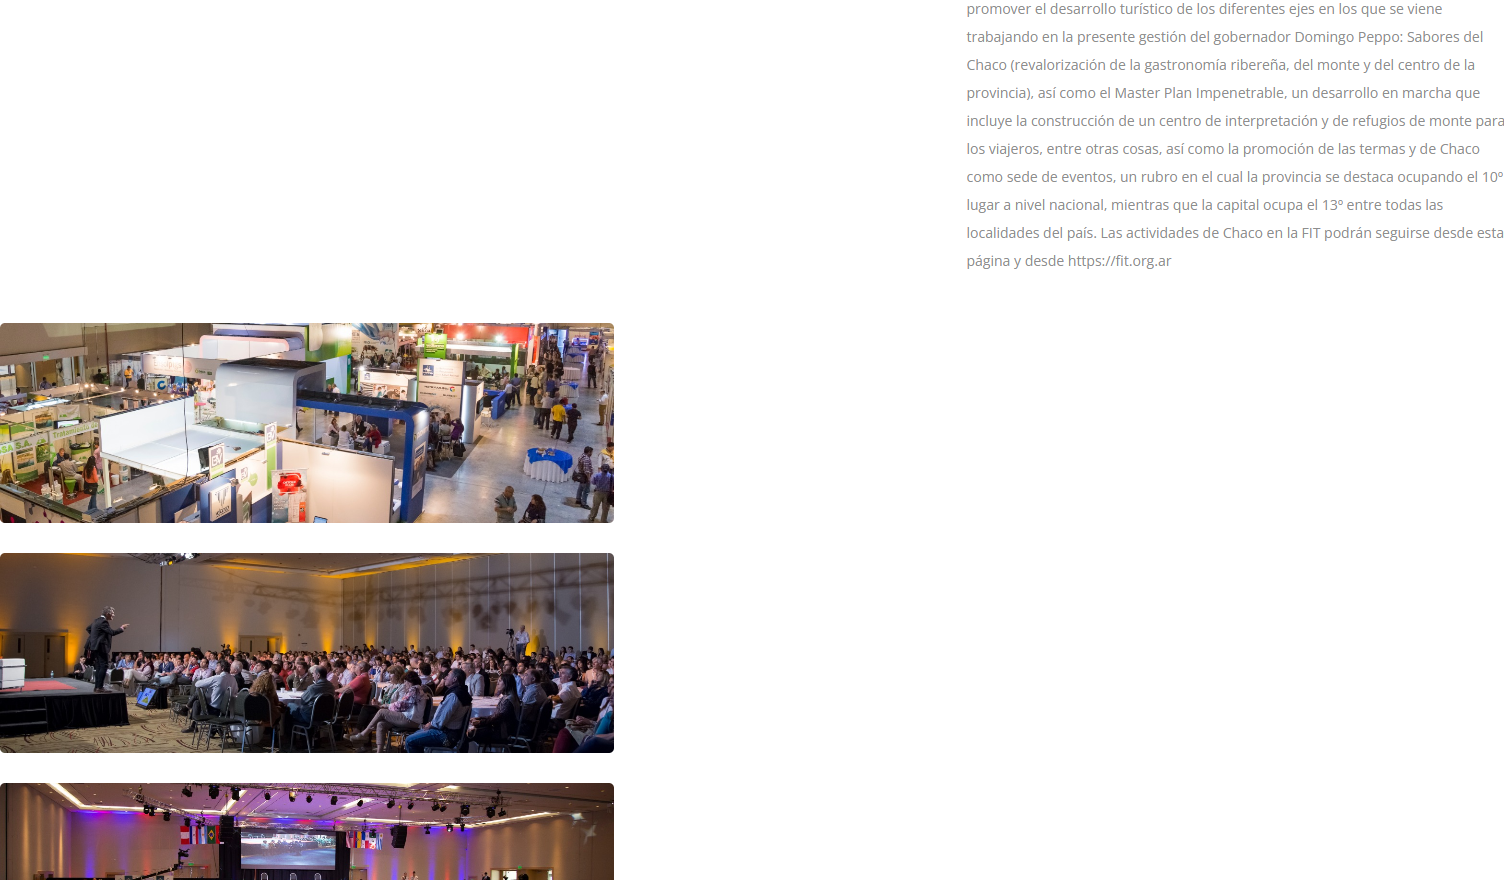 promover el desarrollo turístico de los diferentes ejes en los que se viene
trabajando en la presente gestión del gobernador Domingo Peppo: Sabores del
Chaco (revalorización de la gastronomía ribereña, del monte y del centro de la
provincia), así como el Master Plan Impenetrable, un desarrollo en marcha que
incluye la construcción de un centro de interpretación y de refugios de monte para
los viajeros, entre otras cosas, así como la promoción de las termas y de Chaco
como sede de eventos, un rubro en el cual la provincia se destaca ocupando el 10º
lugar a nivel nacional, mientras que la capital ocupa el 13º entre todas las
localidades del país. Las actividades de Chaco en la FIT podrán seguirse desde esta
página y desde https://fit.org.ar